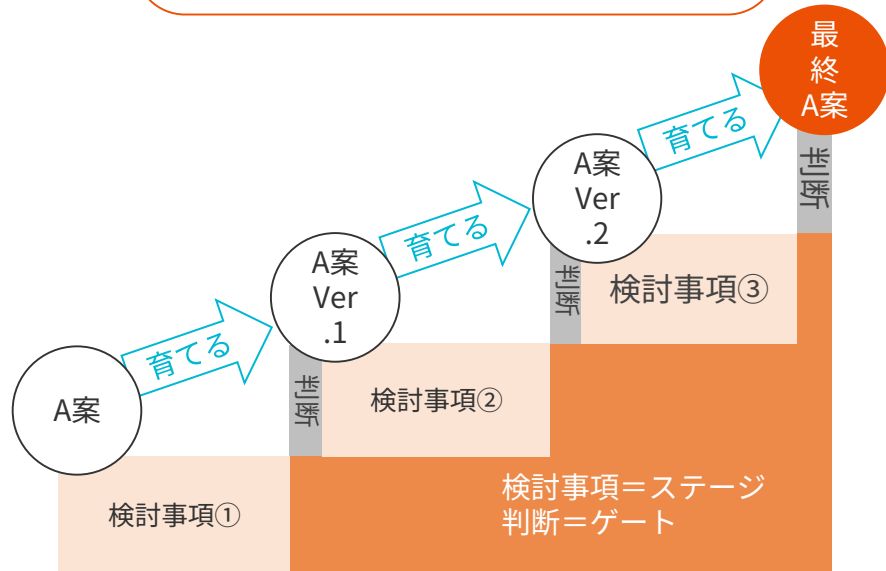 最
終
A案
育てる
判断
A案
Ver
.2
育てる
判断
検討事項③
A案
Ver
.1
育てる
判断
検討事項②
A案
検討事項①
検討事項＝ステージ
判断＝ゲート